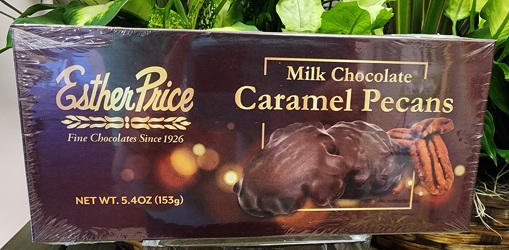 Esther Price
Fine Chocolates Since 1926
Milk Chocolate
Caramel Pecans
NET WT. 5.4OZ (153g)